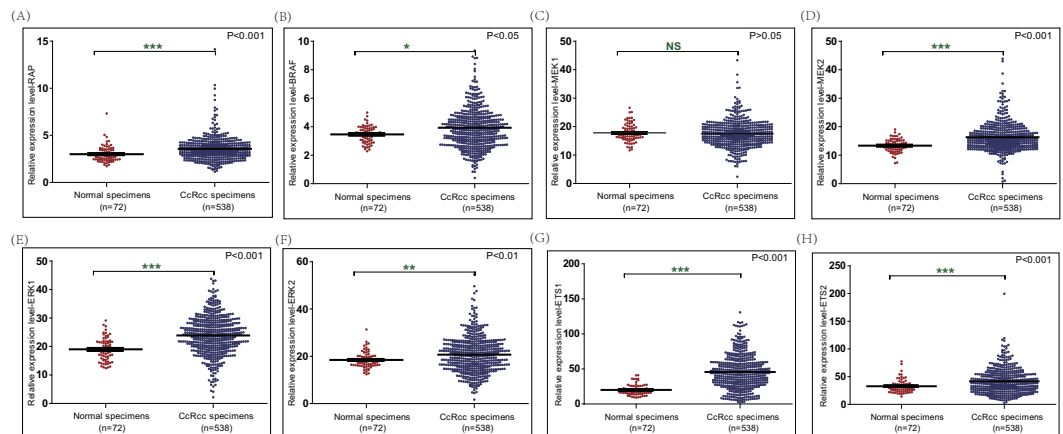 (A)
P<0.001
***
Relative expression level-RAP
15
10
5
0
Normal specimens
(n=72)
CcRcc specimens
(n=538)
(B)
P<0.05
*
Relative expression level-BRAF
10
8
6
4
2
0
Normal specimens
(n=72)
CcRcc specimens
(n=538)
(C)
P>.05
NS
Relative expression level-MEK1
50
40
30
20
10
0
Normal specimens
(n=72)
CcRcc specimens
(n=538)
(D)
P<0.001
***
Relative expression level-MEK2
50
40
30
20
10
0
Normal specimens
(n=72)
CcRcc specimens
(n=538)
(E)
P<0.001
***
Relative expression level-ERK1
50
40
30
20
10
0
Normal specimens
(n=72)
CcRcc specimens
(n=538)
(F)
P<0.01
**
Relative expression level-ERK2
60
40
20
0
Normal specimens
(n=72)
CcRcc specimens
(n=538)
(G)
P<0.001
***
Relative expression level-ETS1
200
150
100
50
0
Normal specimens
(n=72)
CcRcc specimens
(n=538)
(H)
P<0.001
***
Relative expression level-ETS2
250
200
150
100
50
0
Normal specimens
(n=72)
CcRcc specimens
(n=538)